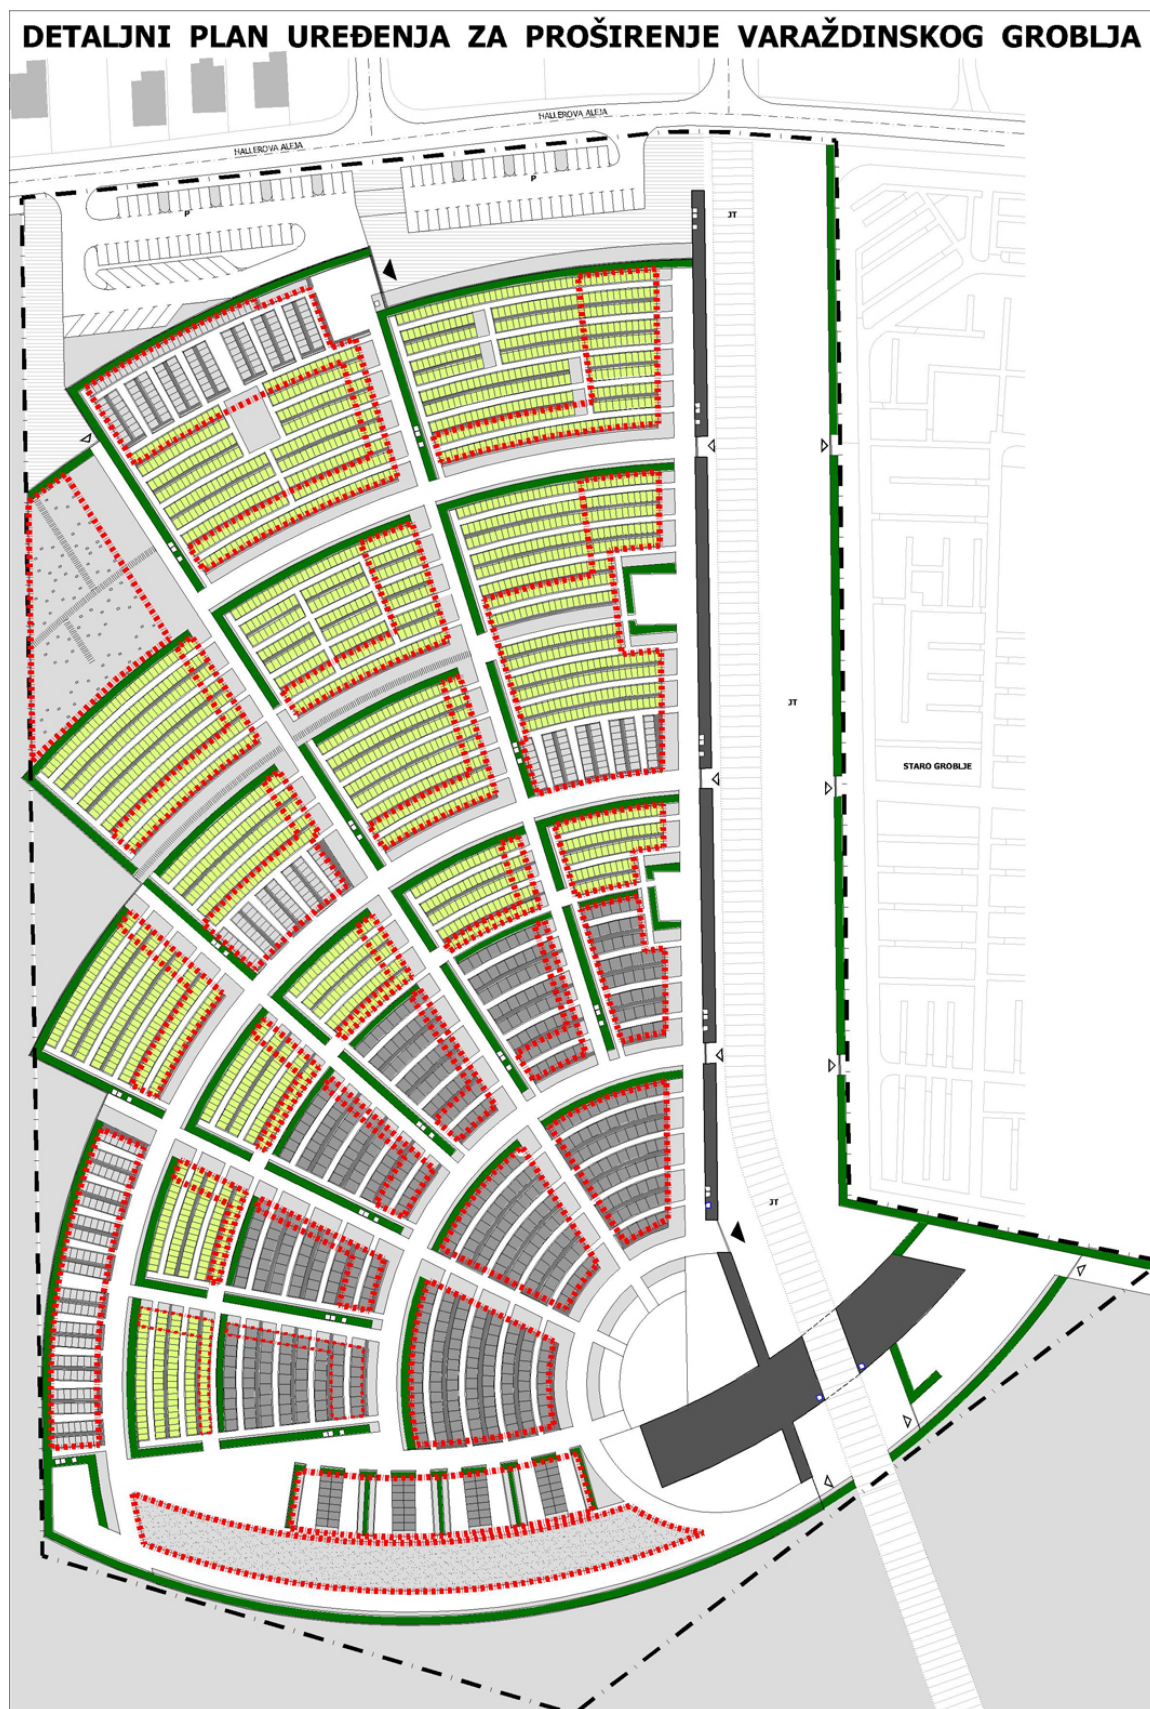 DETALJNI PLAN UREĐENJA ZA PROŠIRENJE VARAŽDINSKOG GROBLJA
HALLEROVA ALEJA
HALLEROVA ALEJA
P
P
JT
JT
STARO GROBLJE
JT